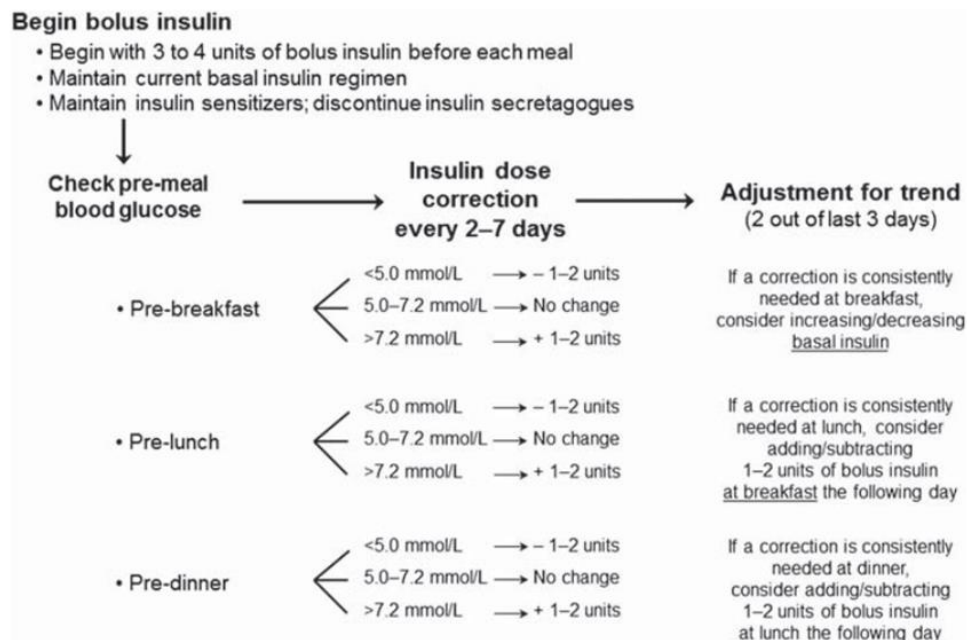 Begin bolus insulin
• Begin with 3 to 4 units of bolus insulin before each meal
• Maintain current basal insulin regimen
• Maintain insulin sensitizers; discontinue insulin secretagogues
Check pre-meal
blood glucose
Insulin dose
correction
every 2–7 days
Adjustment for trend
(2 out of last 3 days)
• Pre-breakfast
<5.0 mmol/L → – 1–2 units
5.0–7.2 mmol/L → No change
>7.2 mmol/L → + 1–2 units
If a correction is consistently
needed at breakfast,
consider increasing/decreasing
basal insulin
• Pre-lunch
<5.0 mmol/L → – 1–2 units
5.0–7.2 mmol/L → No change
>7.2 mmol/L → + 1–2 units
If a correction is consistently
needed at lunch, consider
adding/subtracting
1–2 units of bolus insulin
at breakfast the following day
• Pre-dinner
<5.0 mmol/L → – 1–2 units
5.0–7.2 mmol/L → No change
>7.2 mmol/L → + 1–2 units
If a correction is consistently
needed at dinner,
consider adding/subtracting
1–2 units of bolus insulin
at lunch the following day